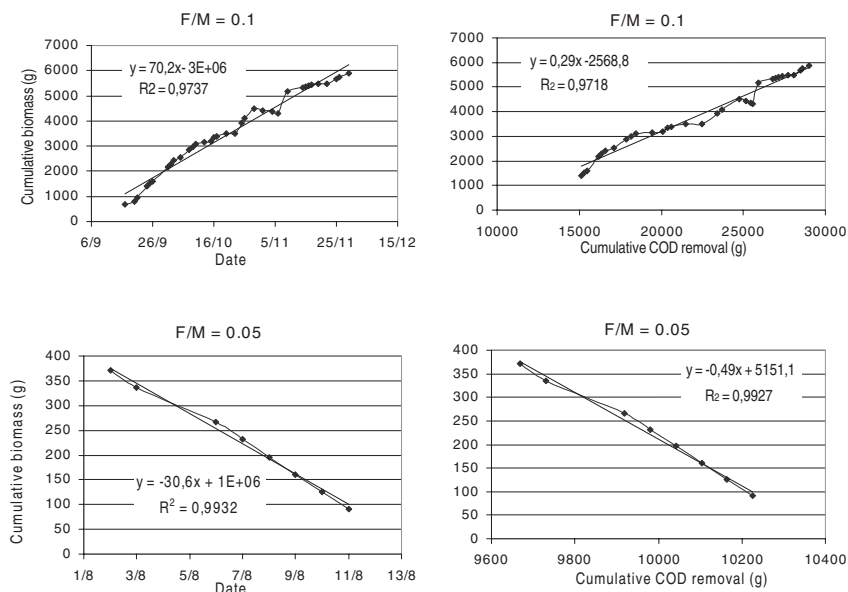 F/M = 0.1
7000
6000
5000
4000
3000
2000
1000
0
Cumulative biomass (g)
y = 70,2x- 3E+06
R2 = 0,9737
6/9 26/9 16/10 5/11 25/11 15/12
Date
F/M = 0.1
7000
6000
5000
4000
3000
2000
1000
0
y = 0,29x -2568,8
R2 = 0,9718
10000 15000 20000 25000 30000
Cumulative COD removal (g)
F/M = 0.05
400
350
300
250
200
150
100
50
0
Cumulative biomass (g)
y = -30,6x + 1E+06
R² = 0,9932
1/8 3/8 5/8 7/8 9/8 11/8 13/8
Date
F/M = 0.05
400
350
300
250
200
150
100
50
0
y = -0,49x + 5151,1
R2 = 0,9927
9600 9800 10000 10200 10400
Cumulative COD removal (g)